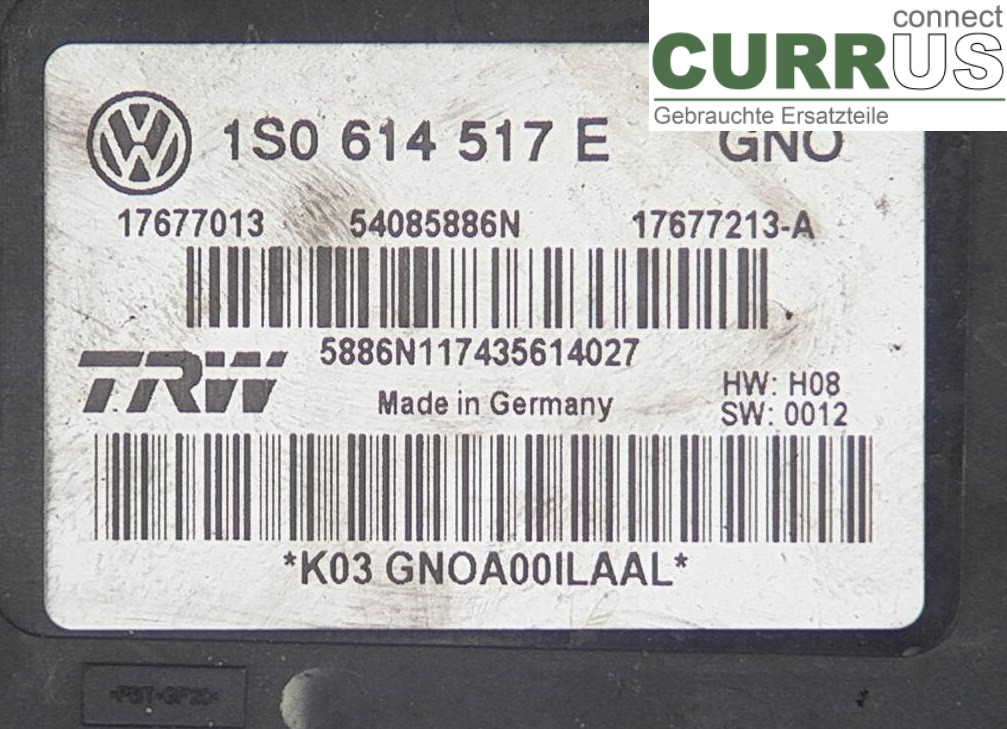 connect
CURRUS
Gebrauchte Ersatzteile
1S0 614 517 E GNO
17677013 54085886N 17677213-A
5886N117435614027
TRW
Made in Germany
HW: H08
SW: 0012
*K03 GNOA00ILAAL*